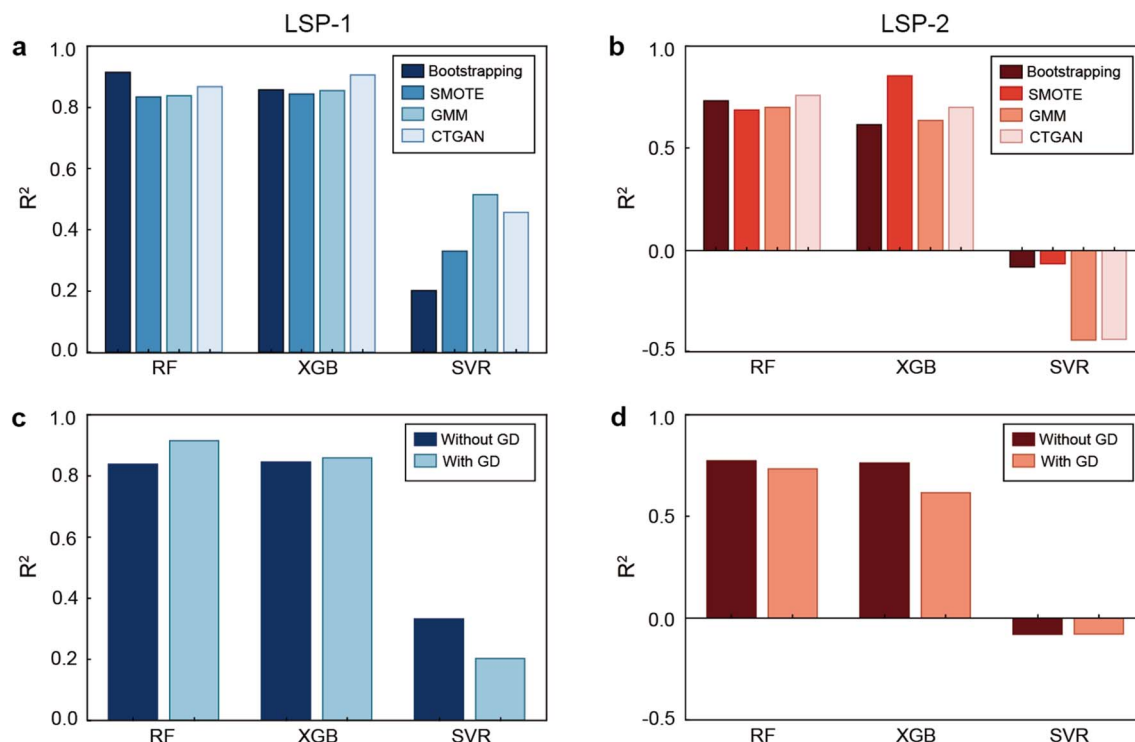 LSP-1
LSP-2
a
1.0
0.8
0.6
0.4
0.2
0.0
R²
Bootstrapping
SMOTE
GMM
CTGAN
RF XGB SVR
b
1.0
0.5
0.0
-0.5
R²
Bootstrapping
SMOTE
GMM
CTGAN
RF XGB SVR
c
1.0
0.8
0.6
0.4
0.2
0.0
R²
Without GD
With GD
RF XGB SVR
d
1.0
0.5
0.0
-0.5
R²
Without GD
With GD
RF XGB SVR